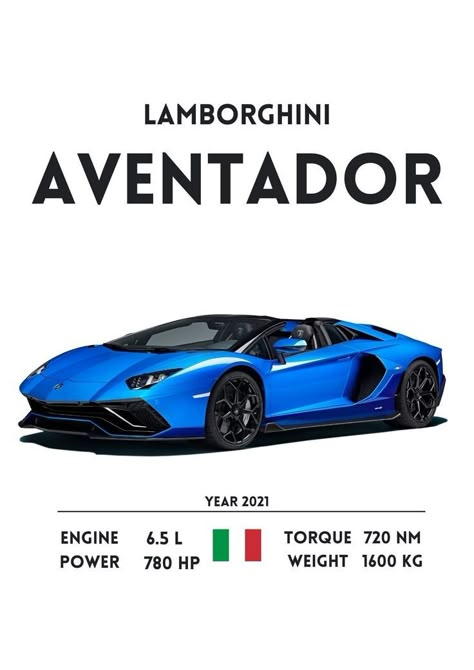 LAMBORGHINI
AVENTADOR
YEAR 2021
ENGINE 6.5 L TORQUE 720 NM
POWER 780 HP WEIGHT 1600 KG